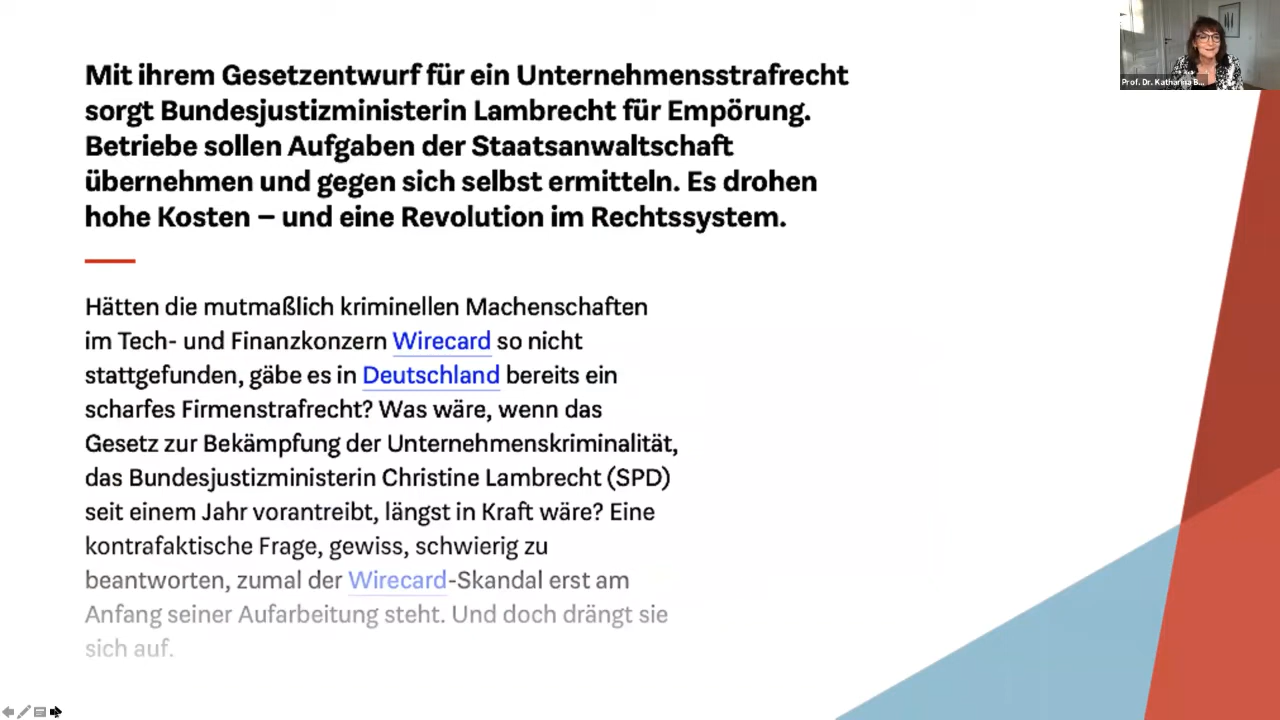 Prof. Dr. Katharina B...
Mit ihrem Gesetzentwurf für ein Unternehmensstrafrecht
sorgt Bundesjustizministerin Lambrecht für Empörung.
Betriebe sollen Aufgaben der Staatsanwaltschaft
übernehmen und gegen sich selbst ermitteln. Es drohen
hohe Kosten – und eine Revolution im Rechtssystem.
Hätten die mutmaßlich kriminellen Machenschaften
im Tech- und Finanzkonzern Wirecard so nicht
stattgefunden, gäbe es in Deutschland bereits ein
scharfes Firmenstrafrecht? Was wäre, wenn das
Gesetz zur Bekämpfung der Unternehmenskriminalität,
das Bundesjustizministerin Christine Lambrecht (SPD)
seit einem Jahr vorantreibt, längst in Kraft wäre? Eine
kontrafaktische Frage, gewiss, schwierig zu
beantworten, zumal der Wirecard-Skandal erst am
Anfang seiner Aufarbeitung steht. Und doch drängt sie
sich auf.